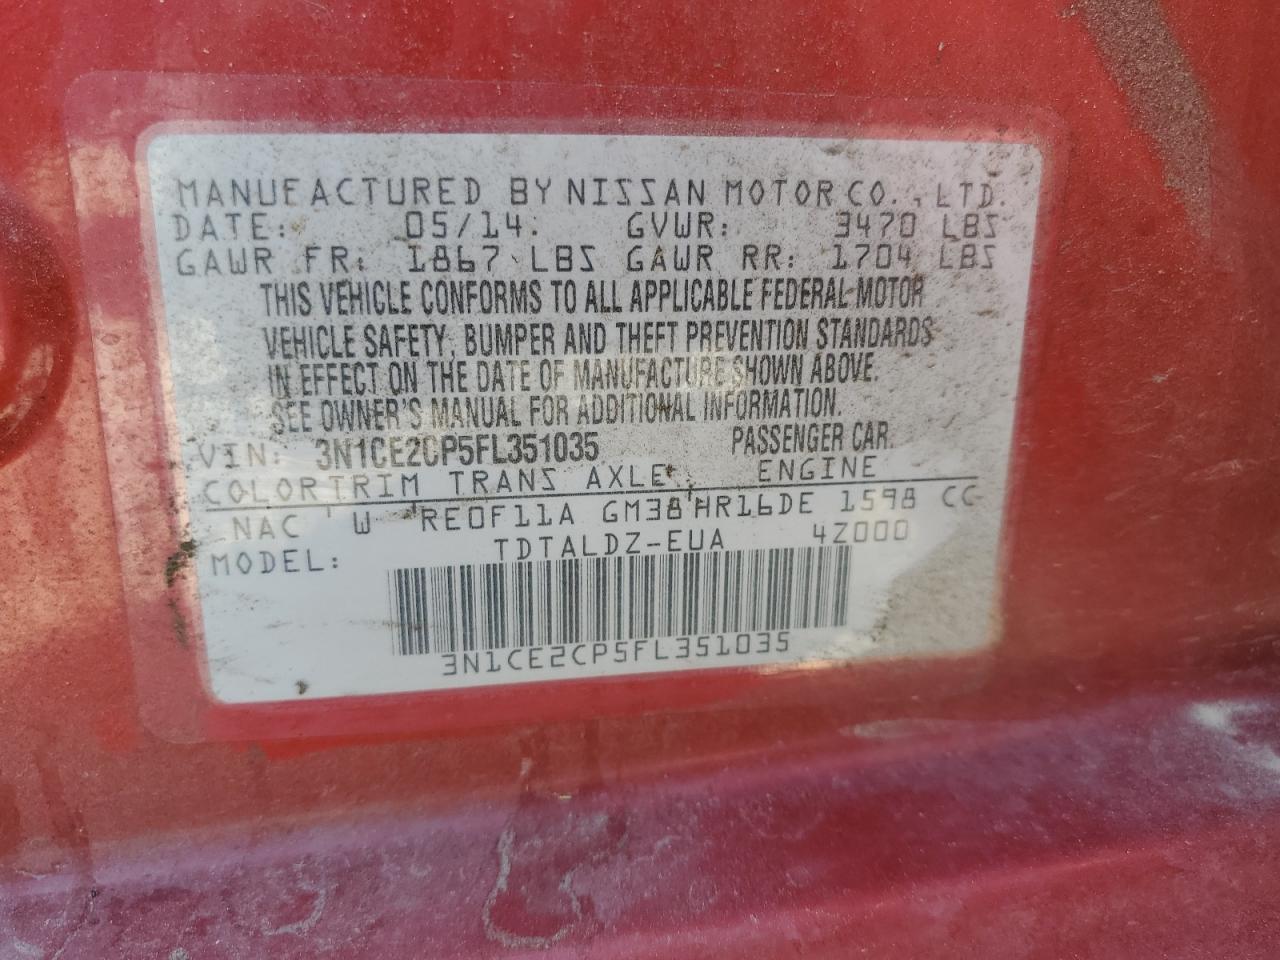 MANUFACTURED BY NISSAN MOTOR CO., LTD.
DATE: 05/14 GVWR: 3470 LBS
GAWR FR: 1867 LBS GAWR RR: 1704 LBS
THIS VEHICLE CONFORMS TO ALL APPLICABLE FEDERAL MOTOR
VEHICLE SAFETY, BUMPER AND THEFT PREVENTION STANDARDS
IN EFFECT ON THE DATE OF MANUFACTURE SHOWN ABOVE.
SEE OWNER'S MANUAL FOR ADDITIONAL INFORMATION.
VIN: 3N1CE2CP5FL351035 PASSENGER CAR.
COLOR TRIM TRANS AXLE ENGINE
NAC W RE0F11A GM38 HR16DE 1598 CC
MODEL: TDTALDZ-EUA 4Z000
3N1CE2CP5FL351035